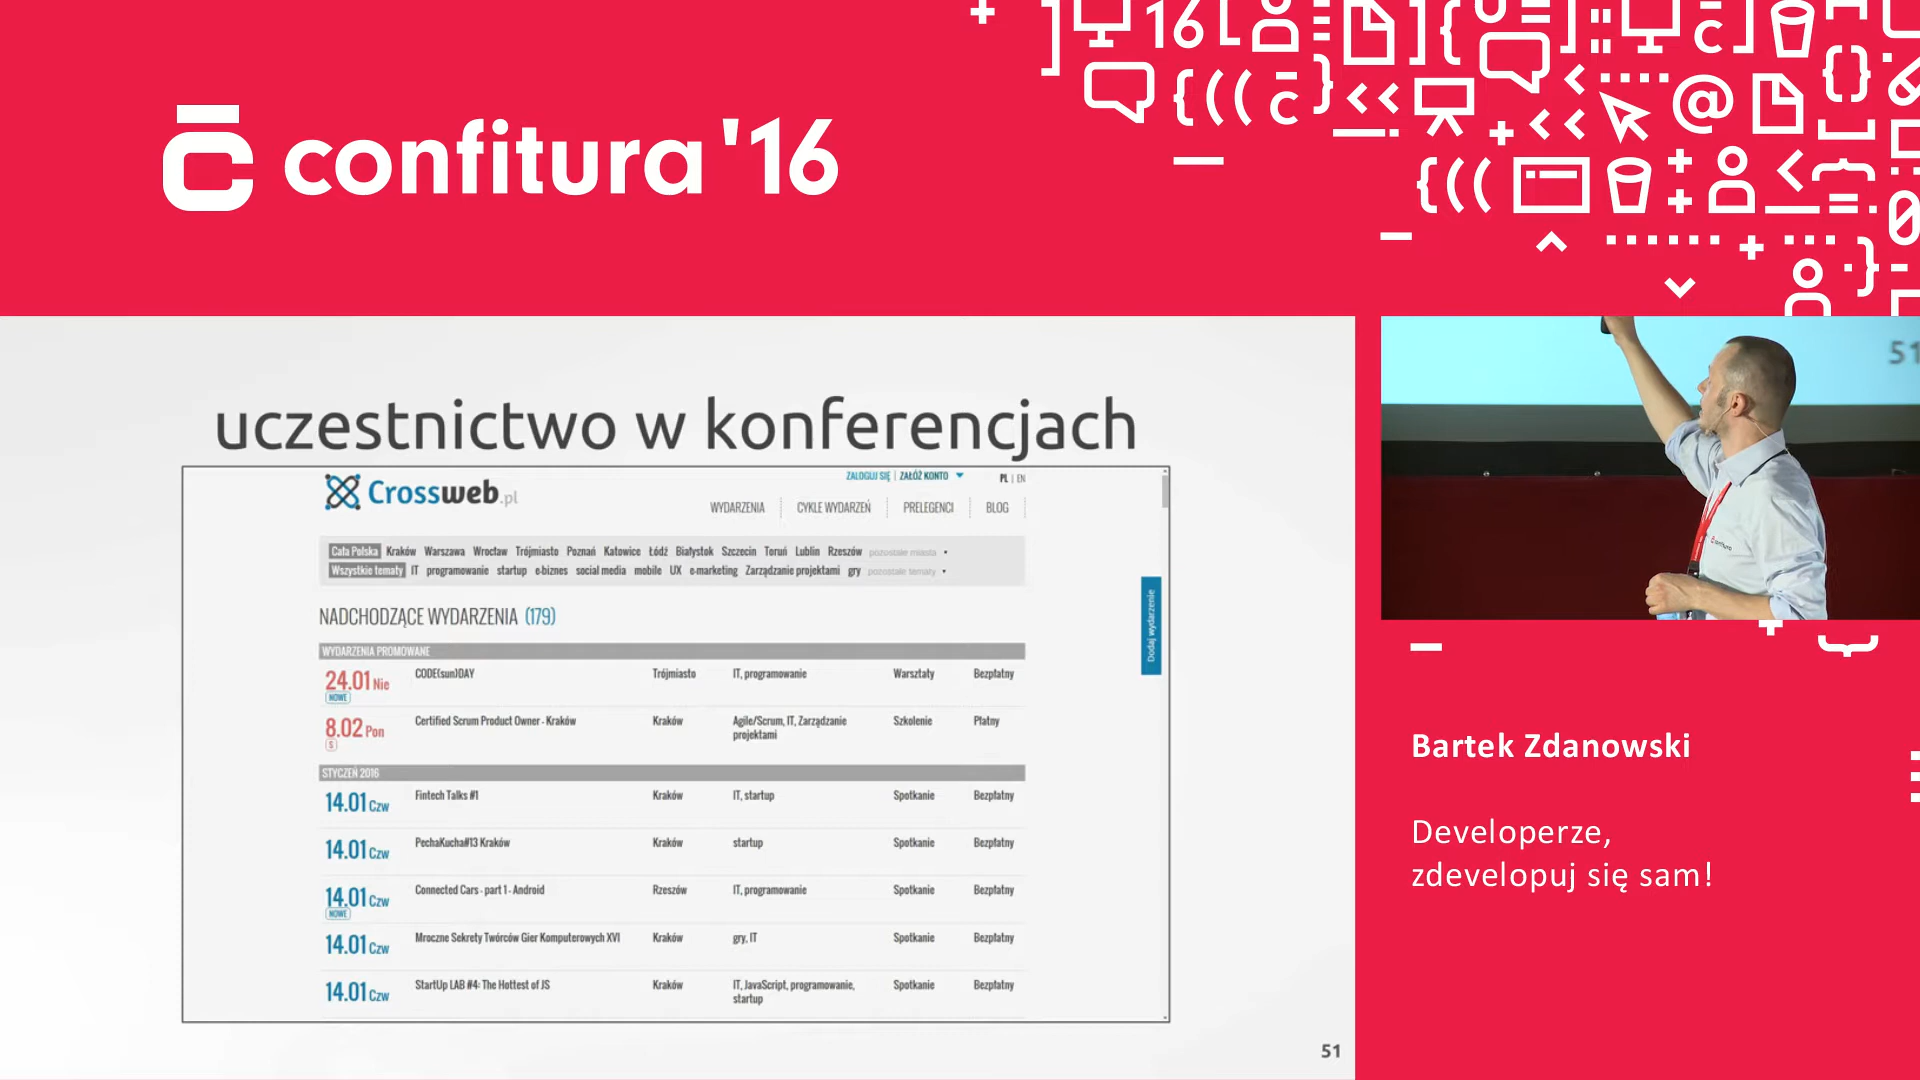 confitura '16
uczestnictwo w konferencjach
Crossweb.pl
ZALOGUJ SIĘ | ZAŁÓŻ KONTO
PL | EN
WYDARZENIA CYKLE WYDARZEŃ PRELEGENCI BLOG
Cała Polska Kraków Warszawa Wrocław Trójmiasto Poznań Katowice Łódź Białystok Szczecin Toruń Lublin Rzeszów pozostałe miasta
Wszystkie tematy IT programowanie startup e-biznes social media mobile UX e-marketing Zarządzanie projektami gry pozostałe tematy
NADCHODZĄCE WYDARZENIA (179)
Dodaj wydarzenie
WYDARZENIA PROMOWANE
24.01 Nie CODE(sun)DAY Trójmiasto IT, programowanie Warsztaty Bezpłatny
NOWE
8.02 Pon Certified Scrum Product Owner - Kraków Kraków Agile/Scrum, IT, Zarządzanie projektami Szkolenie Płatny
S
STYCZEŃ 2016
14.01 Czw Fintech Talks #1 Kraków IT, startup Spotkanie Bezpłatny
14.01 Czw PechaKucha#13 Kraków Kraków startup Spotkanie Bezpłatny
14.01 Czw Connected Cars - part 1 - Android Rzeszów IT, programowanie Spotkanie Bezpłatny
NOWE
14.01 Czw Mroczne Sekrety Twórców Gier Komputerowych XVI Kraków gry, IT Spotkanie Bezpłatny
14.01 Czw StartUp LAB #4: The Hottest of JS Kraków IT, JavaScript, programowanie, startup Spotkanie Bezpłatny
51
51
Bartek Zdanowski
Developerze,
zdevelopuj się sam!